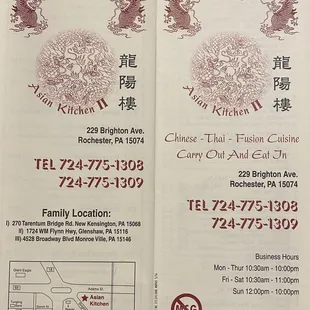 Asian Kitchen II
龍陽樓
229 Brighton Ave.
Rochester, PA 15074
TEL 724-775-1308
724-775-1309
Family Location:
I) 270 Tarentum Bridge Rd. New Kensington, PA 15068
II) 1724 WM Flynn Hwy, Glenshaw, PA 15116
III) 4528 Broadway Blvd Monroe Ville, PA 15146
Giant Eagle
Adams St.
Asian
Kitchen
Asian Kitchen II
龍陽樓
Chinese - Thai - Fusion Cuisine
Carry Out And Eat In
229 Brighton Ave.
Rochester, PA 15074
TEL 724-775-1308
724-775-1309
Business Hours
Mon - Thur 10:30am - 10:00pm
Fri - Sat 10:30am - 11:00pm
Sun 12:00pm - 10:00pm